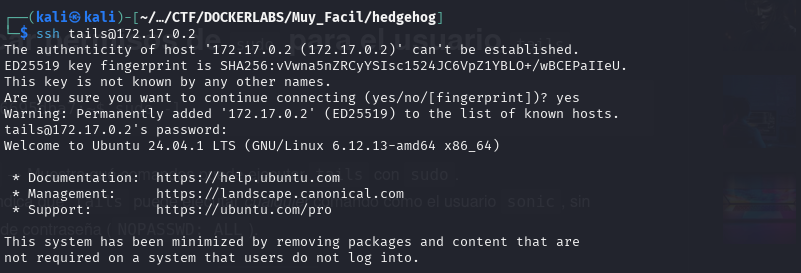 ┌──(kali㉿kali)-[~/…/CTF/DOCKERLABS/Muy_Facil/hedgehog]
└─$ ssh tails@172.17.0.2
The authenticity of host '172.17.0.2 (172.17.0.2)' can't be established.
ED25519 key fingerprint is SHA256:vVwna5nZRCyYSIsc1524JC6VpZ1YBLO+/wBCEPaIIeU.
This key is not known by any other names.
Are you sure you want to continue connecting (yes/no/[fingerprint])? yes
Warning: Permanently added '172.17.0.2' (ED25519) to the list of known hosts.
tails@172.17.0.2's password:
Welcome to Ubuntu 24.04.1 LTS (GNU/Linux 6.12.13-amd64 x86_64)
* Documentation: https://help.ubuntu.com
* Management: https://landscape.canonical.com
* Support: https://ubuntu.com/pro
This system has been minimized by removing packages and content that are
not required on a system that users do not log into.